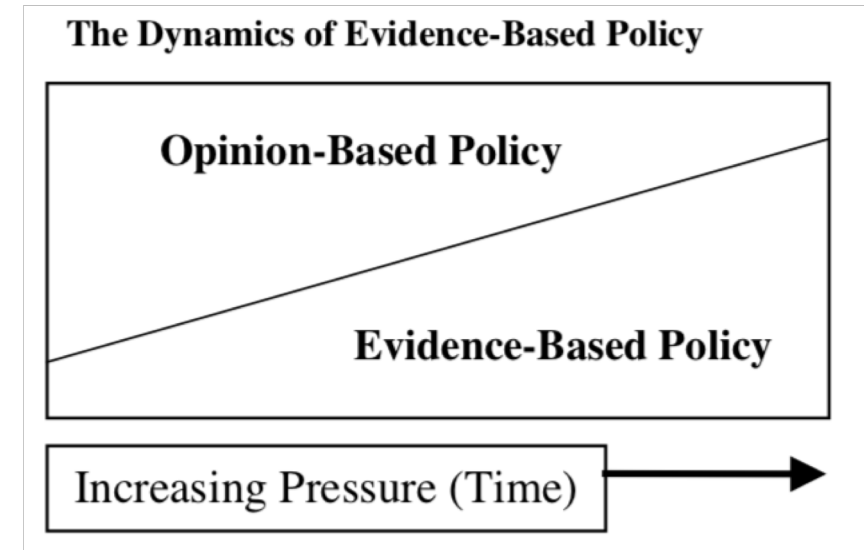 The Dynamics of Evidence-Based Policy
Opinion-Based Policy
Evidence-Based Policy
Increasing Pressure (Time)